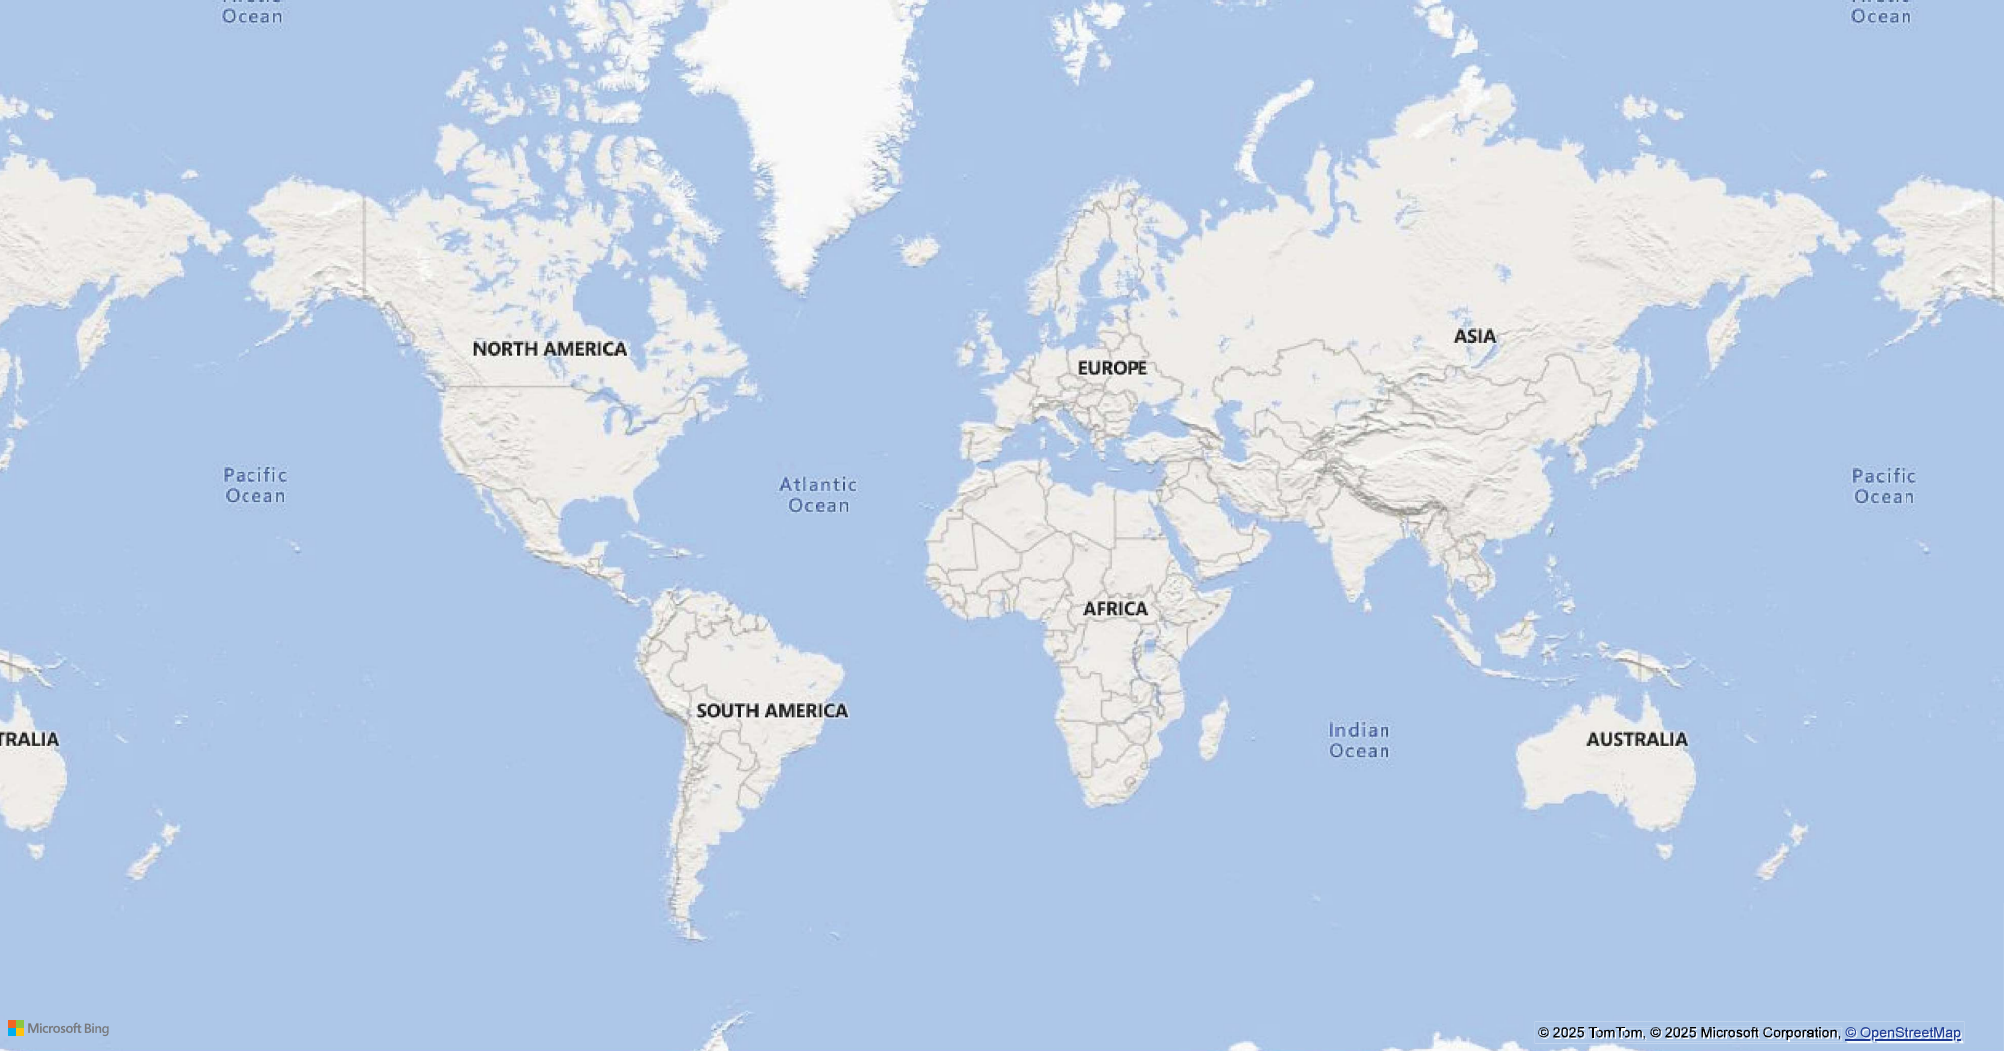 Ocean
Ocean
NORTH AMERICA
ASIA
EUROPE
Pacific
Ocean
Atlantic
Ocean
Pacific
Ocean
AFRICA
SOUTH AMERICA
Indian
Ocean
TRALIA
AUSTRALIA
Microsoft Bing
© 2025 TomTom, © 2025 Microsoft Corporation, © OpenStreetMap